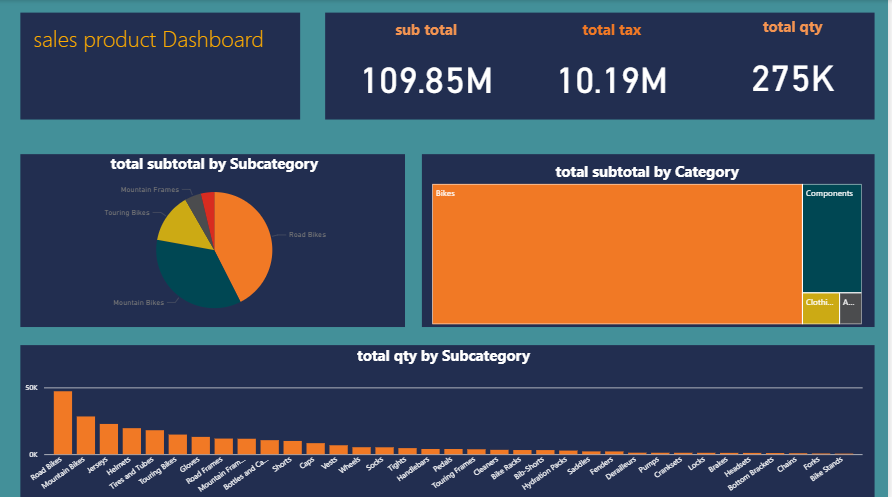 sales product Dashboard
sub total
total tax
total qty
109.85M
10.19M
275K
total subtotal by Subcategory
Mountain Frames
Touring Bikes
Road Bikes
Mountain Bikes
total subtotal by Category
Bikes
Components
Clothi...
A...
total qty by Subcategory
50K
0K
Road Bikes
Mountain Bikes
Jerseys
Helmets
Tires and Tubes
Touring Bikes
Gloves
Road Frames
Mountain Fram...
Bottles and Ca...
Shorts
Caps
Vests
Wheels
Socks
Tights
Handlebars
Pedals
Touring Frames
Cleaners
Bike Racks
Bib-Shorts
Hydration Packs
Saddles
Fenders
Derailleurs
Pumps
Cranksets
Locks
Brakes
Headsets
Bottom Brackets
Chains
Forks
Bike Stands